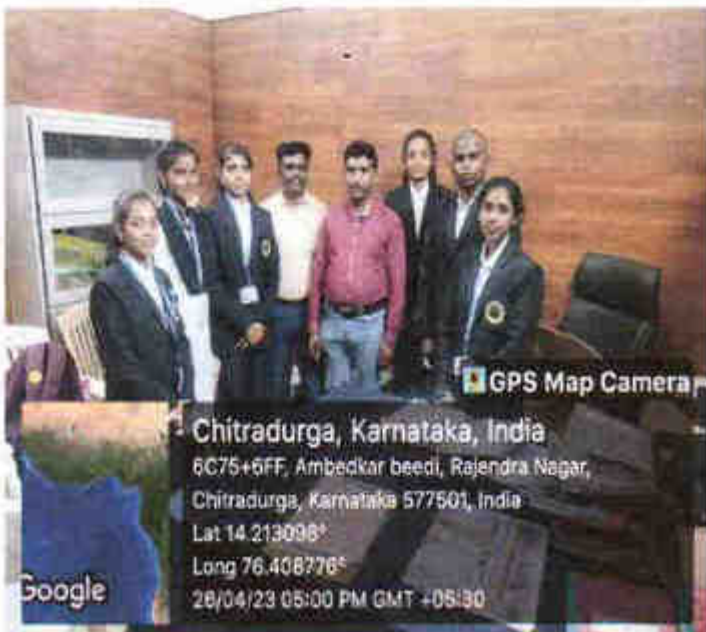 GPS Map Camera
Chitradurga, Karnataka, India
6C75+6FF, Ambedkar beedi, Rajendra Nagar,
Chitradurga, Karnataka 577501, India
Lat 14.213098°
Long 76.408776°
Google
26/04/23 05:00 PM GMT +05:30